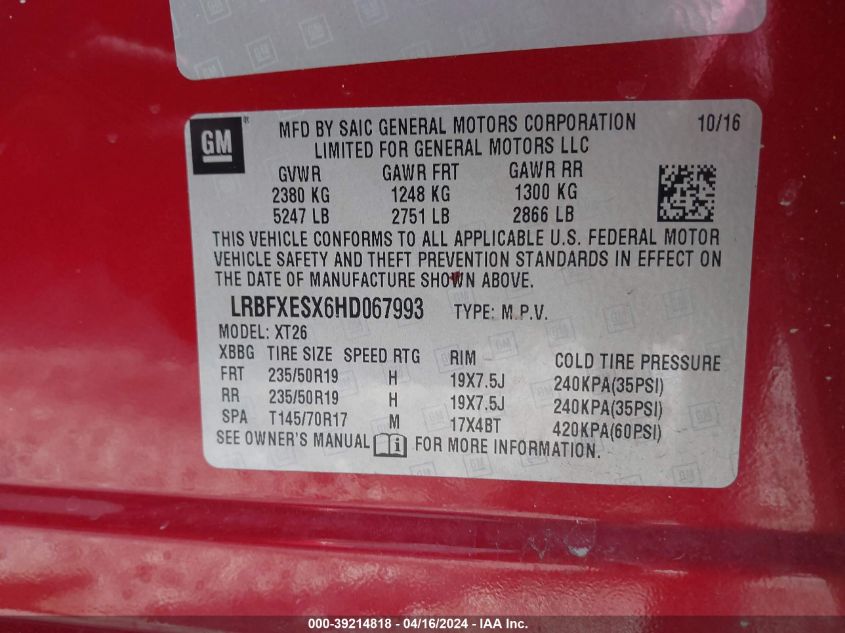 GM ®
MFD BY SAIC GENERAL MOTORS CORPORATION 10/16
LIMITED FOR GENERAL MOTORS LLC
GVWR GAWR FRT GAWR RR
2380 KG 1248 KG 1300 KG
5247 LB 2751 LB 2866 LB
THIS VEHICLE CONFORMS TO ALL APPLICABLE U.S. FEDERAL MOTOR
VEHICLE SAFETY AND THEFT PREVENTION STANDARDS IN EFFECT ON
THE DATE OF MANUFACTURE SHOWN ABOVE.
LRBFXESX6HD067993 TYPE: M.P.V.
MODEL: XT26
XBBG TIRE SIZE SPEED RTG RIM COLD TIRE PRESSURE
FRT 235/50R19 H 19X7.5J 240KPA(35PSI)
RR 235/50R19 H 19X7.5J 240KPA(35PSI)
SPA T145/70R17 M 17X4BT 420KPA(60PSI)
SEE OWNER'S MANUAL i FOR MORE INFORMATION.
000-39214818 - 04/16/2024 - IAA Inc.